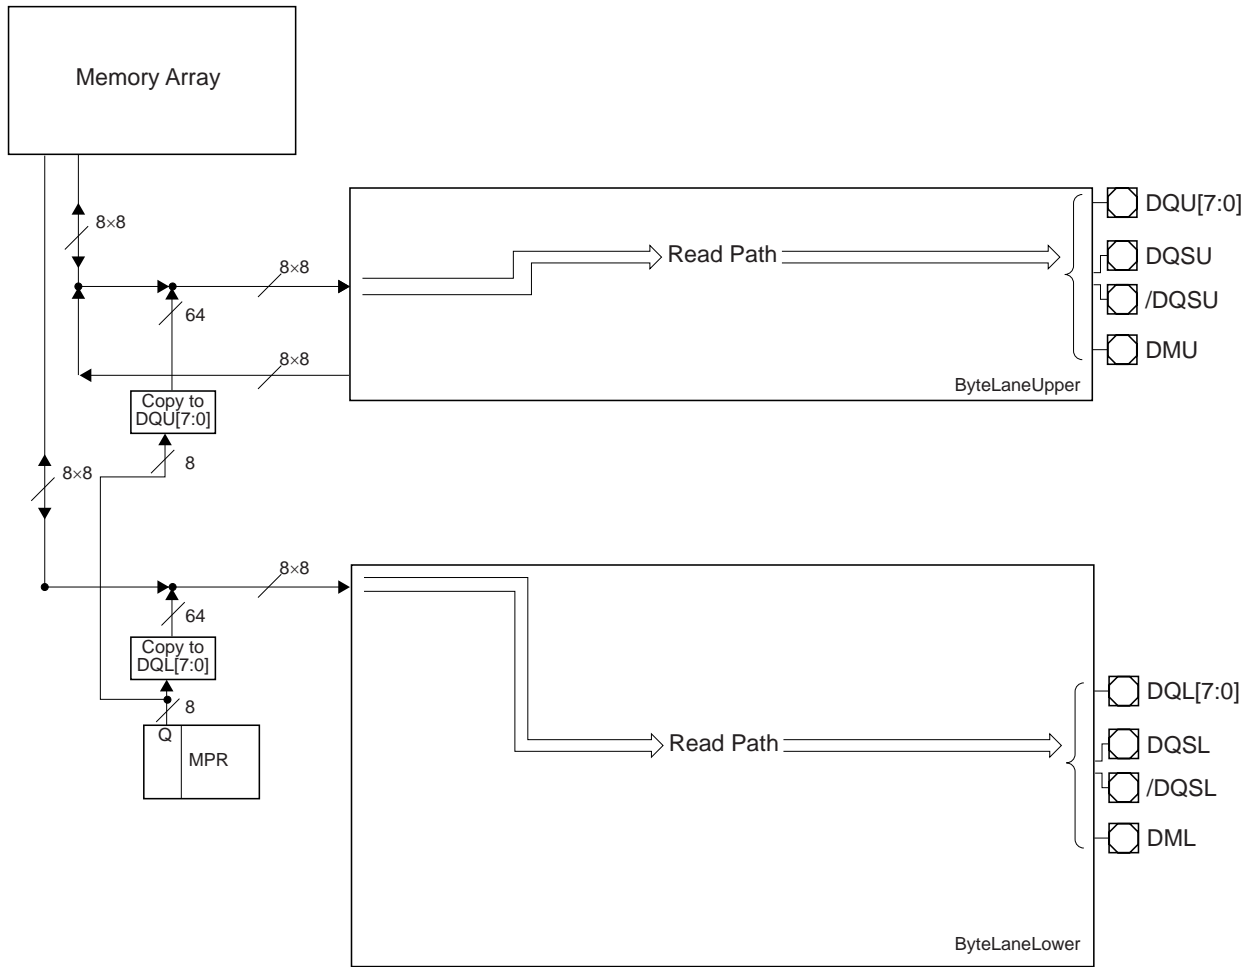 Memory Array
8×8
8×8
64
8×8
Copy to
DQU[7:0]
8
Read Path
ByteLaneUpper
DQU[7:0]
DQSU
/DQSU
DMU
8×8
8×8
64
Copy to
DQL[7:0]
8
Q
MPR
Read Path
ByteLaneLower
DQL[7:0]
DQSL
/DQSL
DML